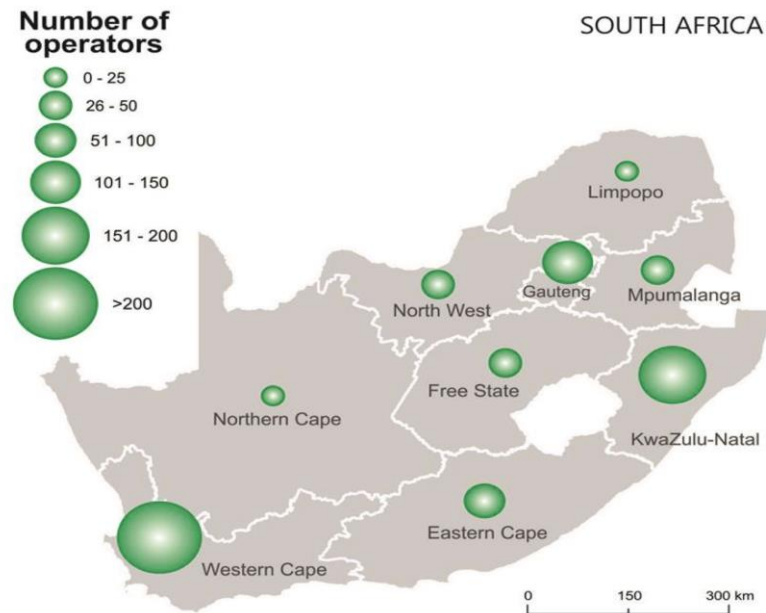 Number of
operators
0 - 25
26 - 50
51 - 100
101 - 150
151 - 200
>200
SOUTH AFRICA
Limpopo
Gauteng
Mpumalanga
North West
Free State
KwaZulu-Natal
Northern Cape
Eastern Cape
Western Cape
0 150 300 km